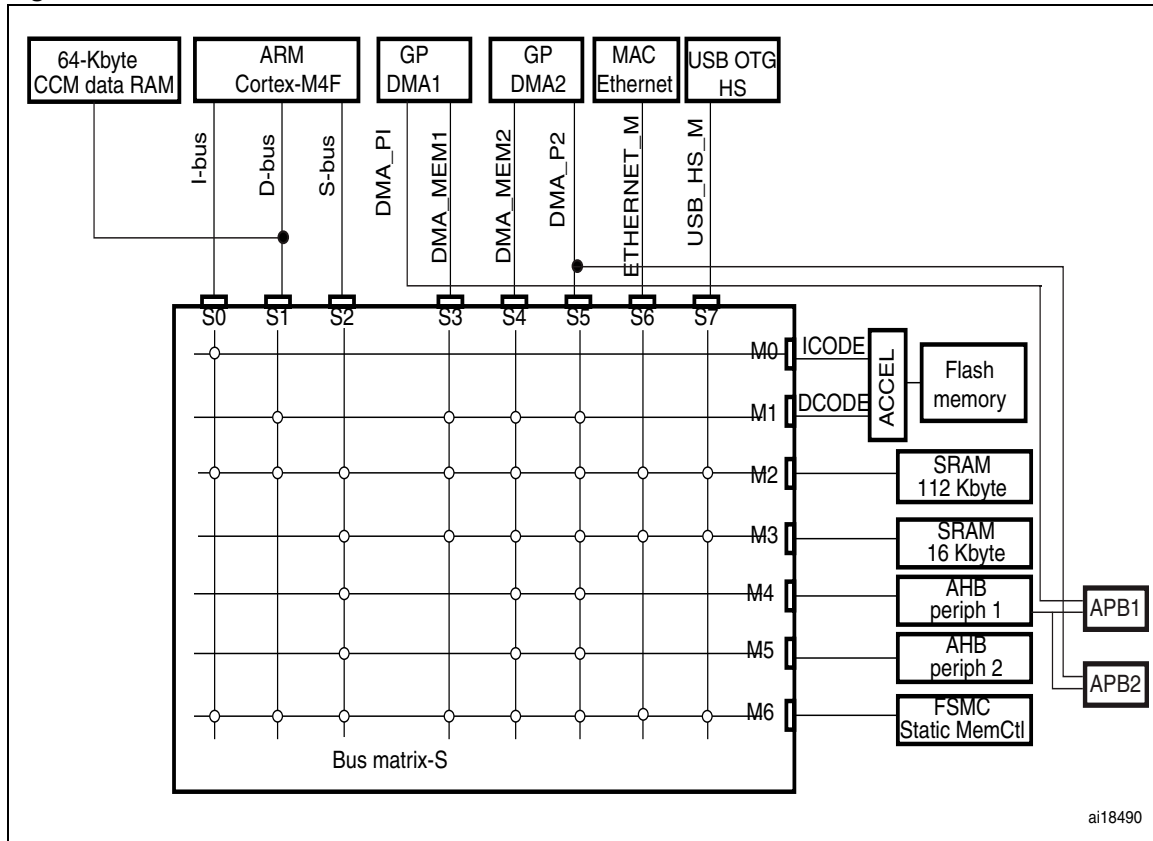 64-Kbyte
CCM data RAM
ARM
Cortex-M4F
GP
DMA1
GP
DMA2
MAC
Ethernet
USB OTG
HS
I-bus
D-bus
S-bus
DMA_PI
DMA_MEM1
DMA_MEM2
DMA_P2
ETHERNET_M
USB_HS_M
S0
S1
S2
S3
S4
S5
S6
S7
M0
ICODE
M1
DCODE
ACCEL
Flash
memory
M2
SRAM
112 Kbyte
M3
SRAM
16 Kbyte
M4
AHB
periph 1
APB1
M5
AHB
periph 2
APB2
M6
FSMC
Static MemCtl
Bus matrix-S
ai18490